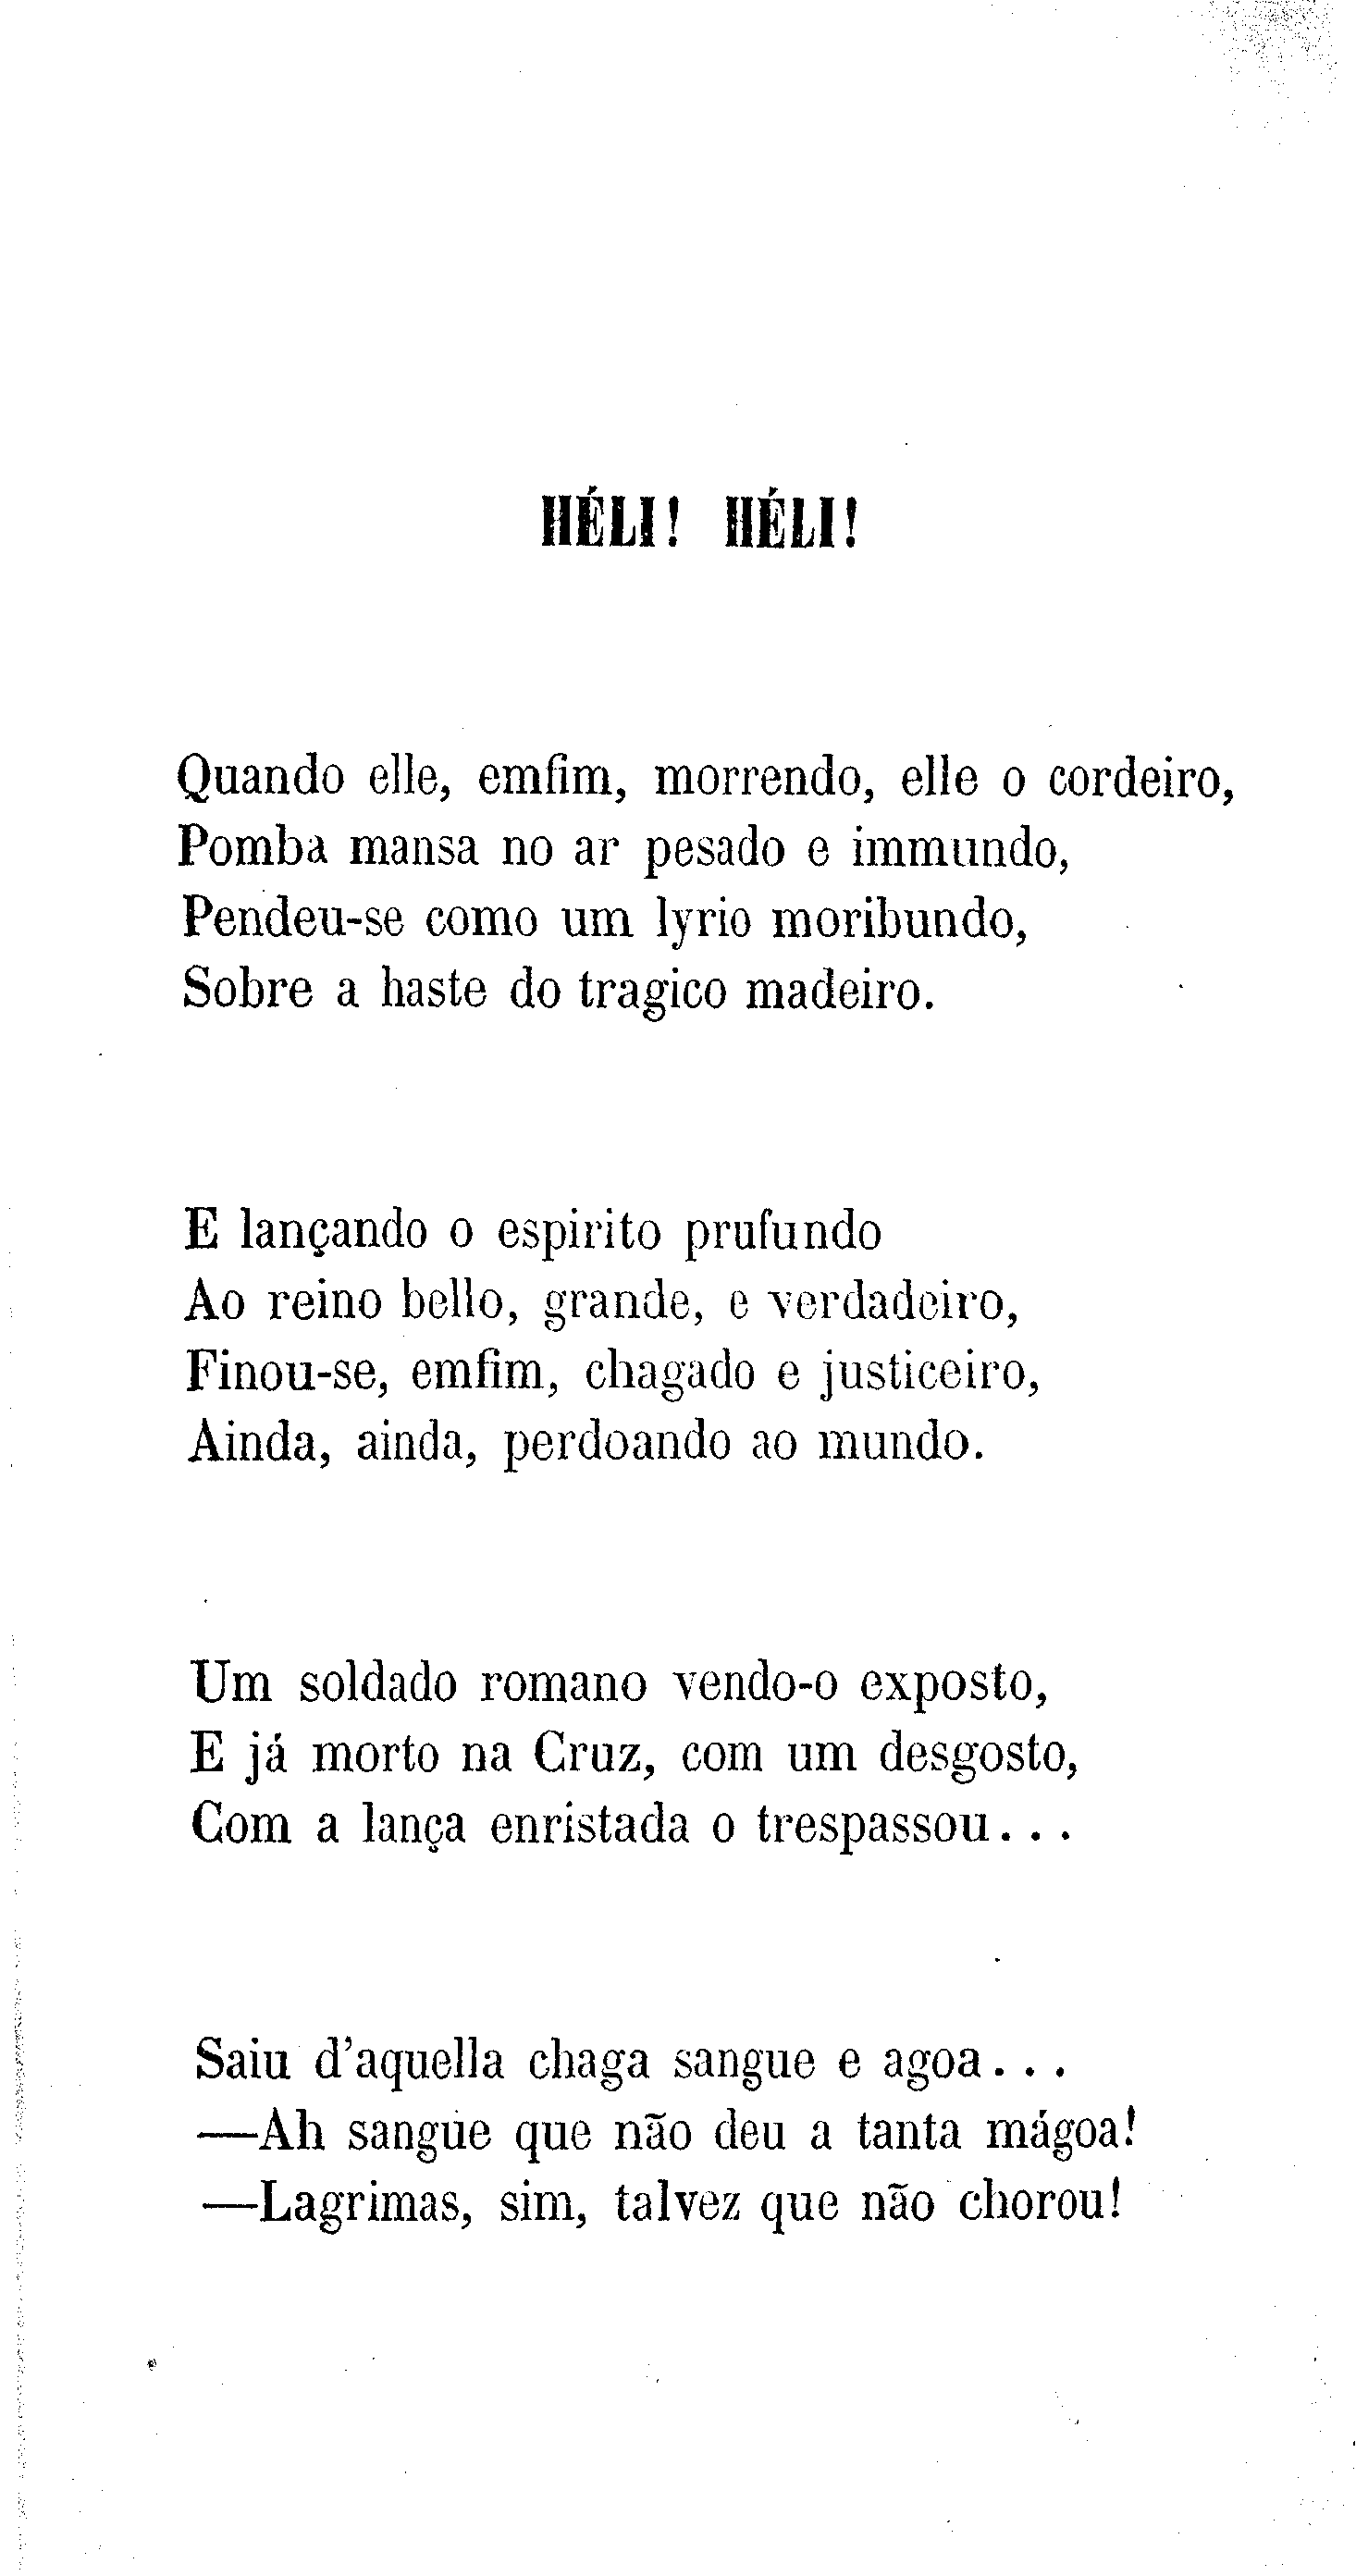 HÉLI! HÉLI!
Quando elle, emfim, morrendo, elle o cordeiro,
Pomba mansa no ar pesado e immundo,
Pendeu-se como um lyrio moribundo,
Sobre a haste do tragico madeiro.
E lançando o espirito prufundo
Ao reino bello, grande, e verdadeiro,
Finou-se, emfim, chagado e justiceiro,
Ainda, ainda, perdoando ao mundo.
Um soldado romano vendo-o exposto,
E já morto na Cruz, com um desgosto,
Com a lança enristada o trespassou...
Saiu d'aquella chaga sangue e agoa...
—Ah sangue que não deu a tanta mágoa!
—Lagrimas, sim, talvez que não chorou!